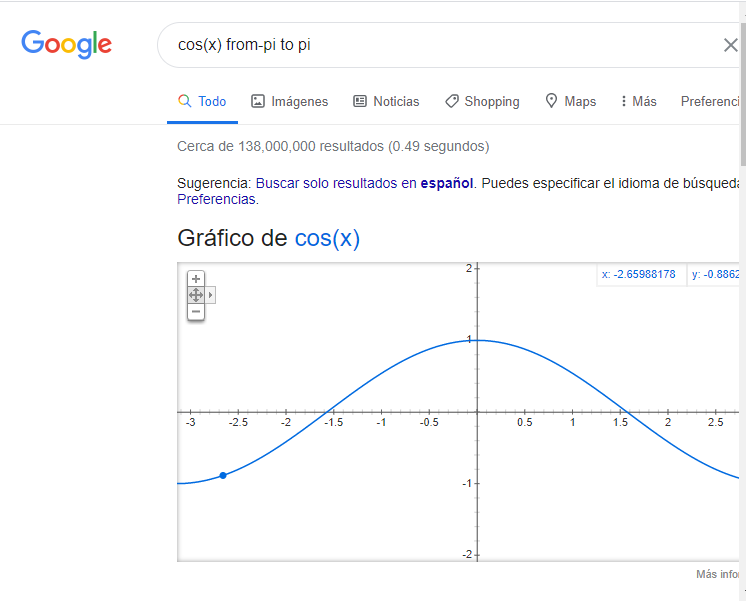 Google
cos(x) from-pi to pi
Todo Imágenes Noticias Shopping Maps Más Preferenci
Cerca de 138,000,000 resultados (0.49 segundos)
Sugerencia: Buscar solo resultados en español. Puedes especificar el idioma de búsqueda
Preferencias.
Gráfico de cos(x)
x: -2.65988178 y: -0.8862
2
1
-3 -2.5 -2 -1.5 -1 -0.5 0.5 1 1.5 2 2.5
-1
-2
Más infor